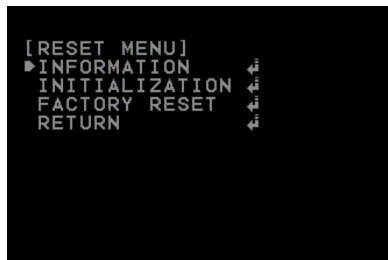 [RESET MENU]
INFORMATION
INITIALIZATION
FACTORY RESET
RETURN